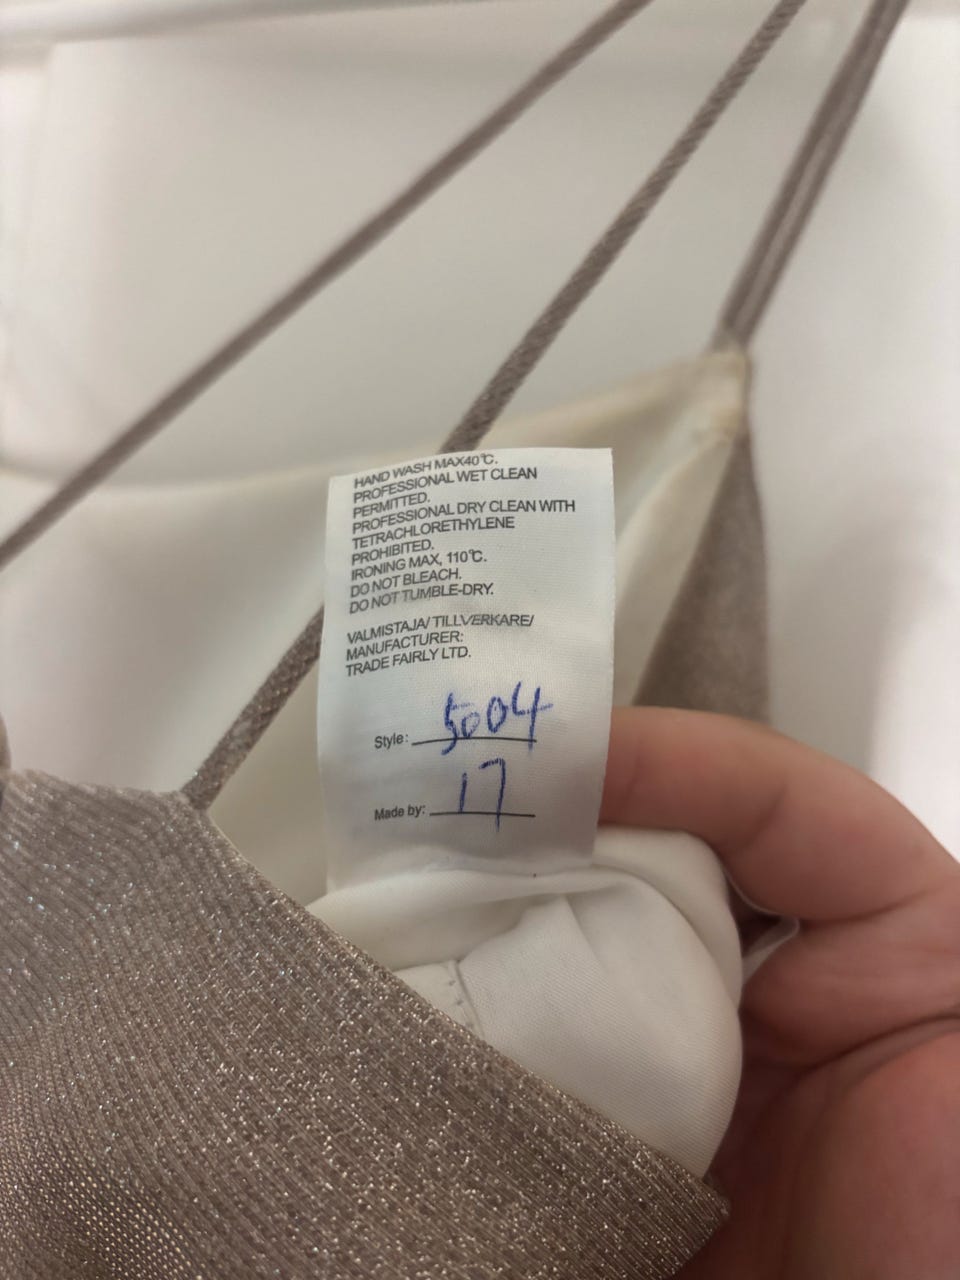 HAND WASH MAX40℃.
PROFESSIONAL WET CLEAN
PERMITTED.
PROFESSIONAL DRY CLEAN WITH
TETRACHLORETHYLENE
PROHIBITED.
IRONING MAX, 110℃.
DO NOT BLEACH.
DO NOT TUMBLE-DRY.
VALMISTAJA/ TILLVERKARE/
MANUFACTURER:
TRADE FAIRLY LTD.
Style: 5004
Made by: 17